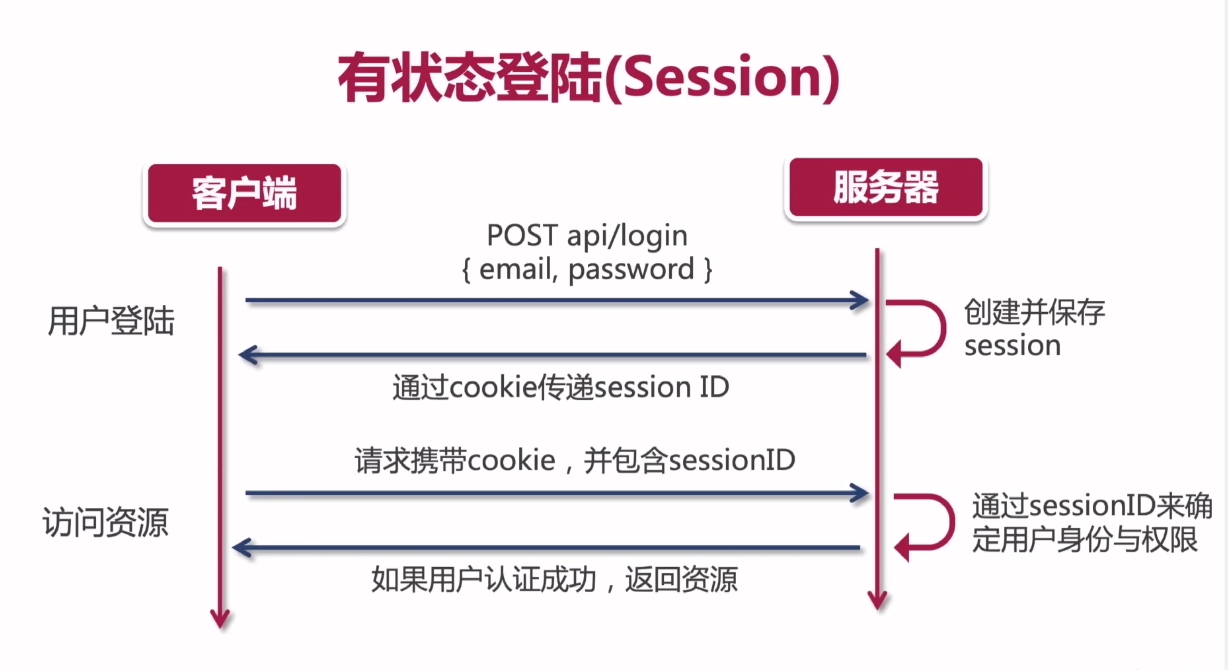 有状态登陆(Session)
客户端
服务器
POST api/login
{ email, password }
用户登陆
创建并保存
session
通过cookie传递session ID
请求携带cookie，并包含sessionID
访问资源
通过sessionID来确
定用户身份与权限
如果用户认证成功，返回资源